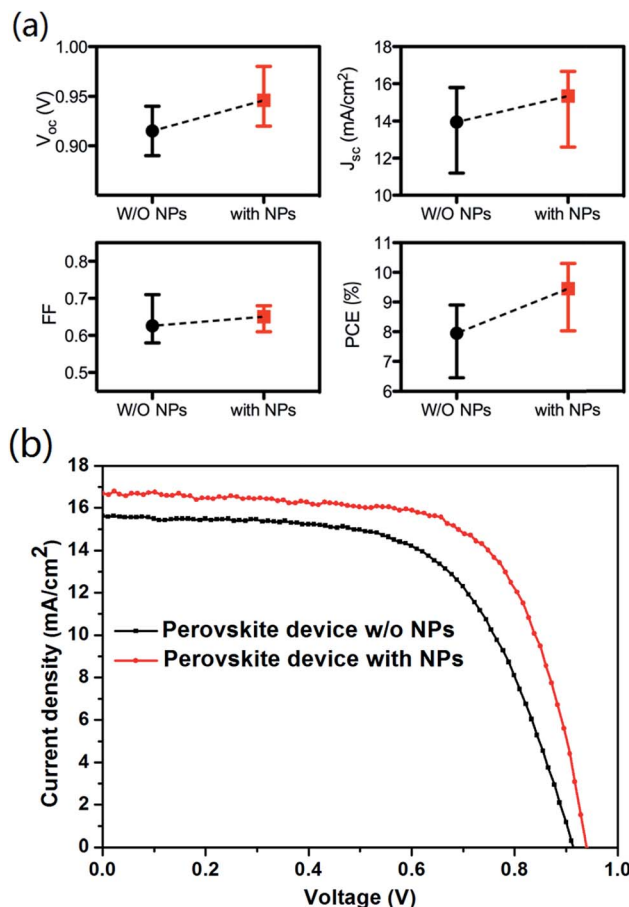 (a)
1.00
0.95
0.90
V_oc (V)
W/O NPs
with NPs
18
16
14
12
10
J_sc (mA/cm²)
W/O NPs
with NPs
0.8
0.7
0.6
0.5
FF
W/O NPs
with NPs
11
10
9
8
7
6
PCE (%)
W/O NPs
with NPs
(b)
18
16
14
12
10
8
6
4
2
0
Current density (mA/cm²)
Perovskite device w/o NPs
Perovskite device with NPs
0.0 0.2 0.4 0.6 0.8 1.0
Voltage (V)